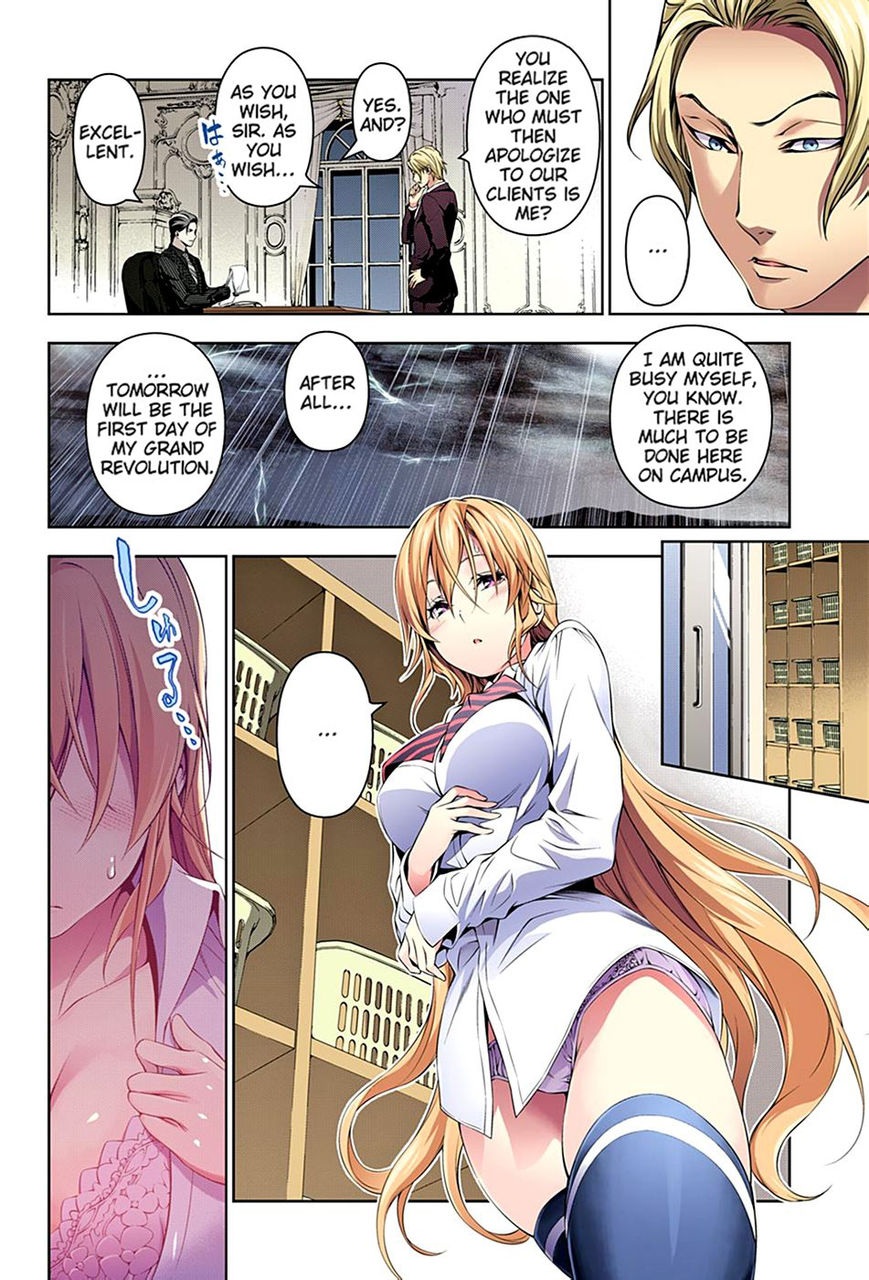 ...
YOU
REALIZE
THE ONE
WHO MUST
THEN
APOLOGIZE
TO OUR
CLIENTS IS
ME?
YES.
AND?
AS YOU
WISH,
SIR. AS
YOU
WISH...
はぁ…
EXCEL-
LENT.
I AM QUITE
BUSY MYSELF,
YOU KNOW.
THERE IS
MUCH TO BE
DONE HERE
ON CAMPUS.
AFTER
ALL...
...
TOMORROW
WILL BE THE
FIRST DAY OF
MY GRAND
REVOLUTION.
...
しゅる…